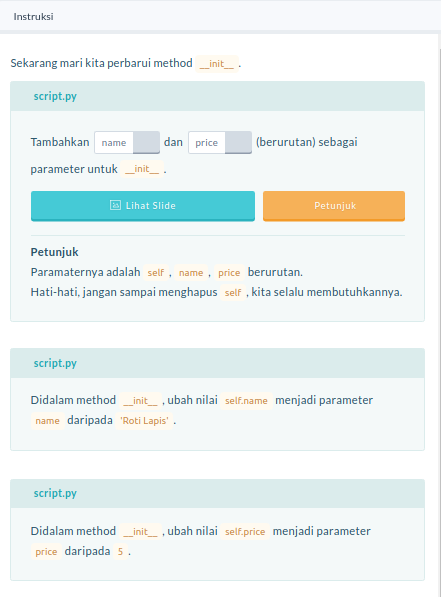 Instruksi
Sekarang mari kita perbarui method __init__ .
script.py
Tambahkan name dan price (berurutan) sebagai
parameter untuk __init__ .
Lihat Slide
Petunjuk
Petunjuk
Paramaternya adalah self , name , price berurutan.
Hati-hati, jangan sampai menghapus self , kita selalu membutuhkannya.
script.py
Didalam method __init__ , ubah nilai self.name menjadi parameter
name daripada 'Roti Lapis' .
script.py
Didalam method __init__ , ubah nilai self.price menjadi parameter
price daripada 5 .